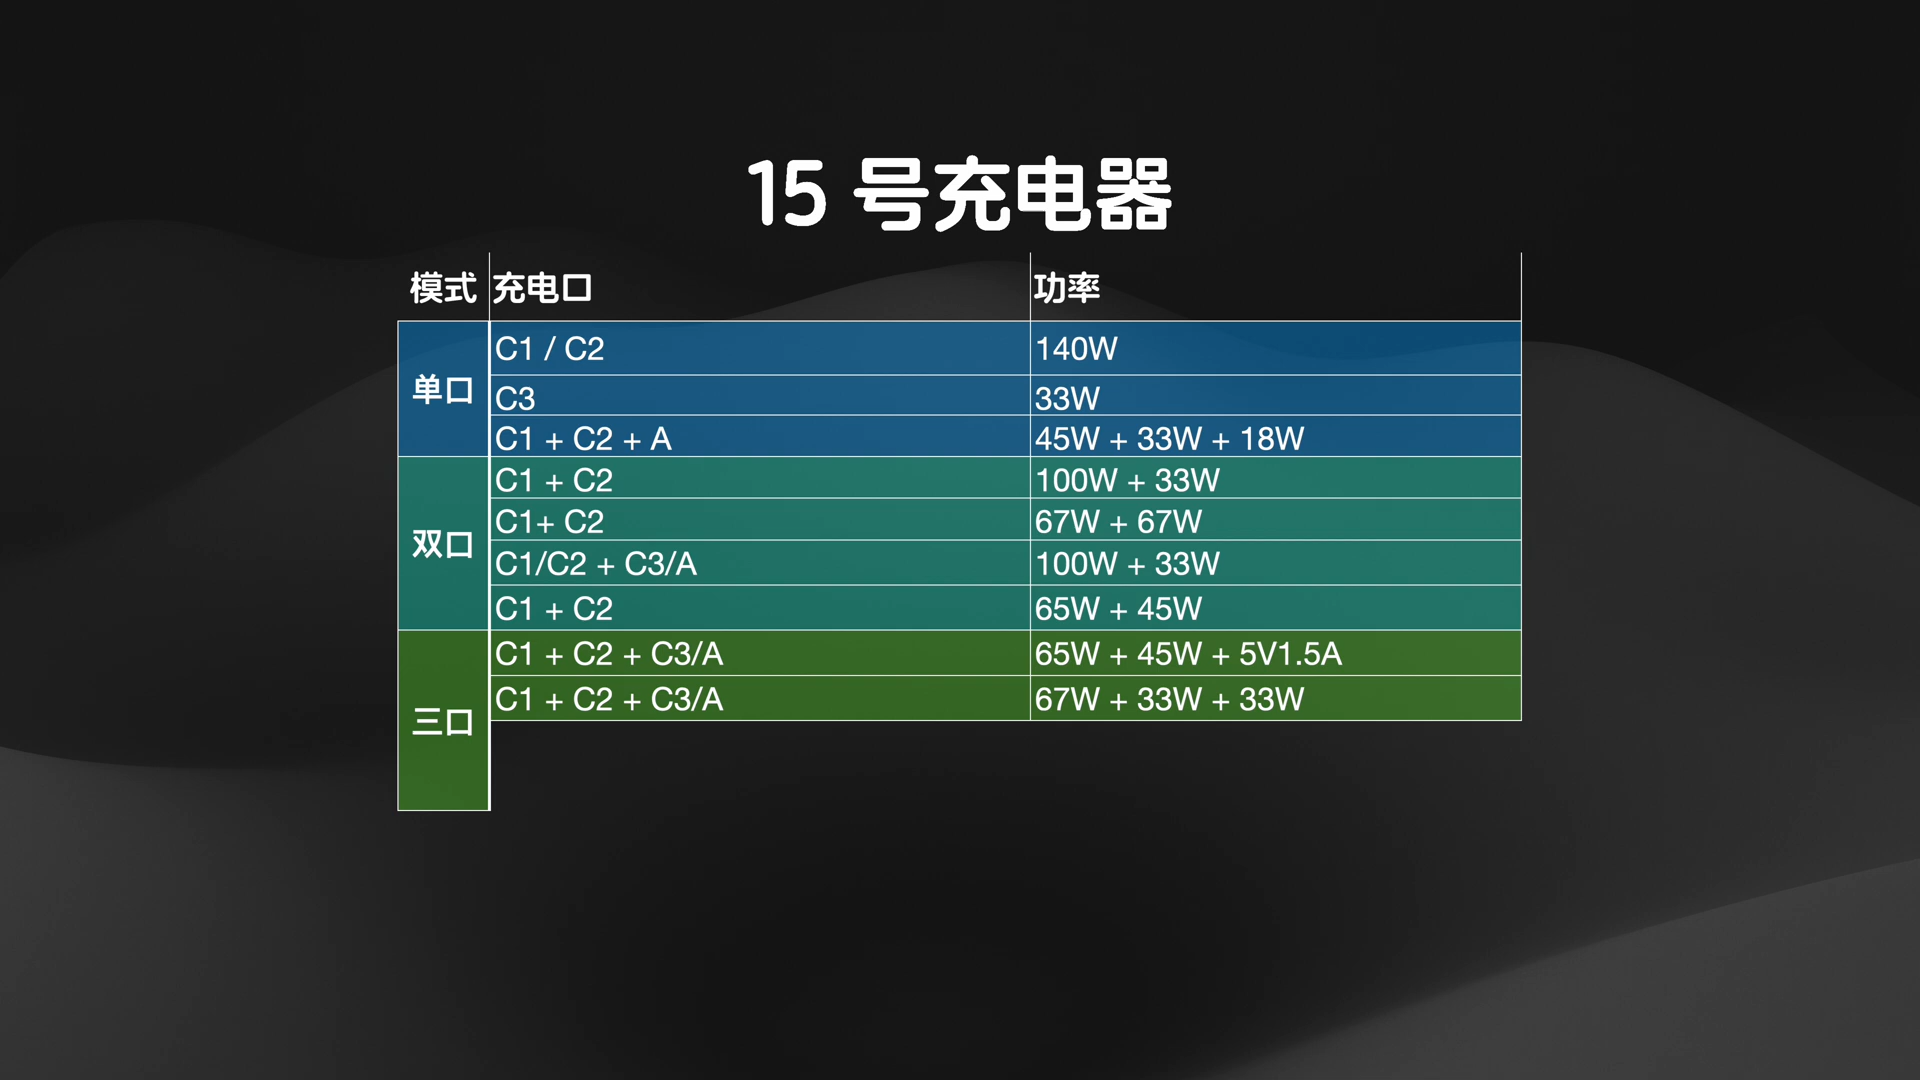 15 号充电器
模式 充电口 功率
单口
C1 / C2 140W
C3 33W
C1 + C2 + A 45W + 33W + 18W
双口
C1 + C2 100W + 33W
C1+ C2 67W + 67W
C1/C2 + C3/A 100W + 33W
C1 + C2 65W + 45W
三口
C1 + C2 + C3/A 65W + 45W + 5V1.5A
C1 + C2 + C3/A 67W + 33W + 33W